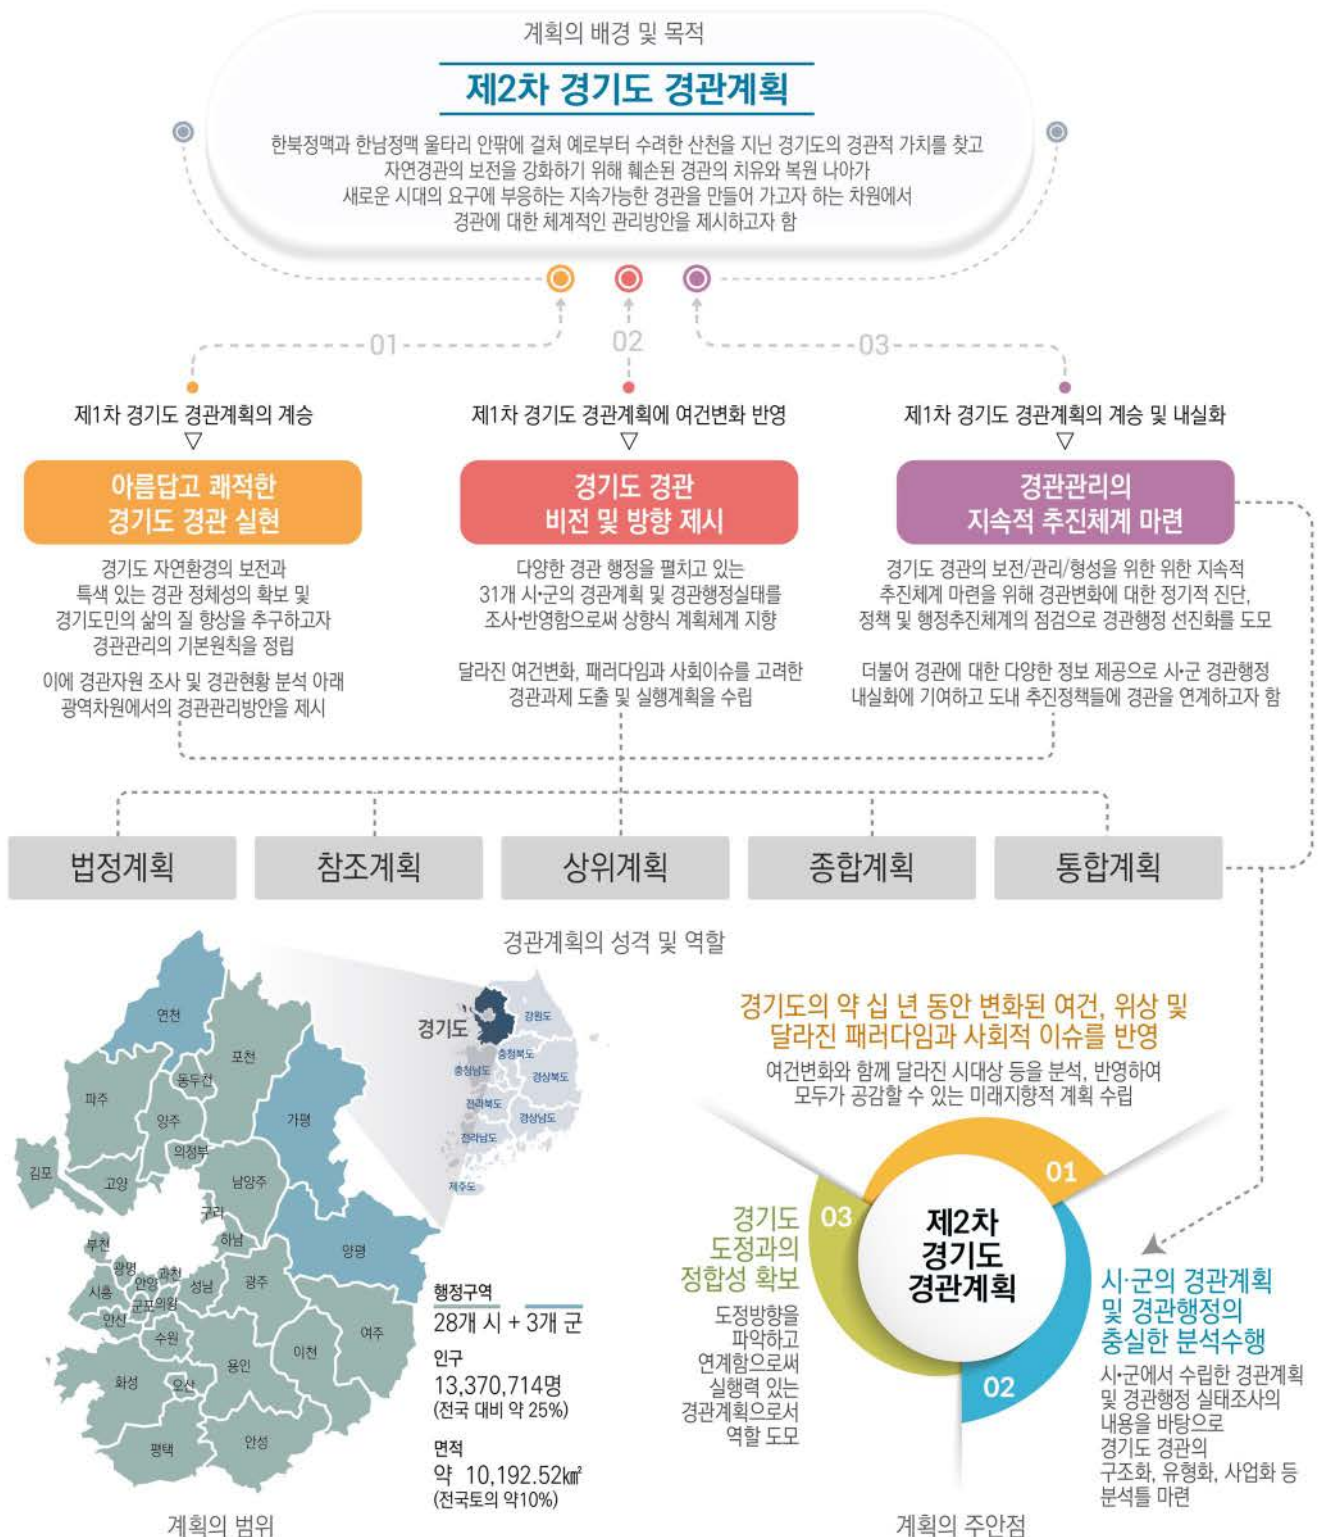 계획의 배경 및 목적
제2차 경기도 경관계획
한북정맥과 한남정맥 울타리 안팎에 걸쳐 예로부터 수려한 산천을 지닌 경기도의 경관적 가치를 찾고
자연경관의 보전을 강화하기 위해 훼손된 경관의 치유와 복원 나아가
새로운 시대의 요구에 부응하는 지속가능한 경관을 만들어 가고자 하는 차원에서
경관에 대한 체계적인 관리방안을 제시하고자 함
01
02
03
제1차 경기도 경관계획의 계승
▽
아름답고 쾌적한
경기도 경관 실현
경기도 자연환경의 보전과
특색 있는 경관 정체성의 확보 및
경기도민의 삶의 질 향상을 추구하고자
경관관리의 기본원칙을 정립
이에 경관자원 조사 및 경관현황 분석 아래
광역차원에서의 경관관리방안을 제시
제1차 경기도 경관계획에 여건변화 반영
▽
경기도 경관
비전 및 방향 제시
다양한 경관 행정을 펼치고 있는
31개 시•군의 경관계획 및 경관행정실태를
조사•반영함으로써 상향식 계획체계 지향
달라진 여건변화, 패러다임과 사회이슈를 고려한
경관과제 도출 및 실행계획을 수립
제1차 경기도 경관계획의 계승 및 내실화
▽
경관관리의
지속적 추진체계 마련
경기도 경관의 보전/관리/형성을 위한 위한 지속적
추진체계 마련을 위해 경관변화에 대한 정기적 진단,
정책 및 행정추진체계의 점검으로 경관행정 선진화를 도모
더불어 경관에 대한 다양한 정보 제공으로 시•군 경관행정
내실화에 기여하고 도내 추진정책들에 경관을 연계하고자 함
법정계획
참조계획
상위계획
종합계획
통합계획
경관계획의 성격 및 역할
연천
포천
파주
동두천
양주
가평
의정부
김포
고양
남양주
구리
하남
양평
부천
광명
과천
시흥
안양
성남
광주
군포
의왕
안산
수원
여주
이천
용인
화성
오산
평택
안성
경기도
강원도
충청북도
충청남도
경상북도
전라북도
경상남도
전라남도
제주도
행정구역
28개 시 + 3개 군
인구
13,370,714명
(전국 대비 약 25%)
면적
약 10,192.52㎢
(전국토의 약10%)
계획의 범위
경기도의 약 십 년 동안 변화된 여건, 위상 및
달라진 패러다임과 사회적 이슈를 반영
여건변화와 함께 달라진 시대상 등을 분석, 반영하여
모두가 공감할 수 있는 미래지향적 계획 수립
01
02
03
제2차
경기도
경관계획
경기도
도정과의
정합성 확보
도정방향을
파악하고
연계함으로써
실행력 있는
경관계획으로서
역할 도모
시·군의 경관계획
및 경관행정의
충실한 분석수행
시•군에서 수립한 경관계획
및 경관행정 실태조사의
내용을 바탕으로
경기도 경관의
구조화, 유형화, 사업화 등
분석틀 마련
계획의 주안점